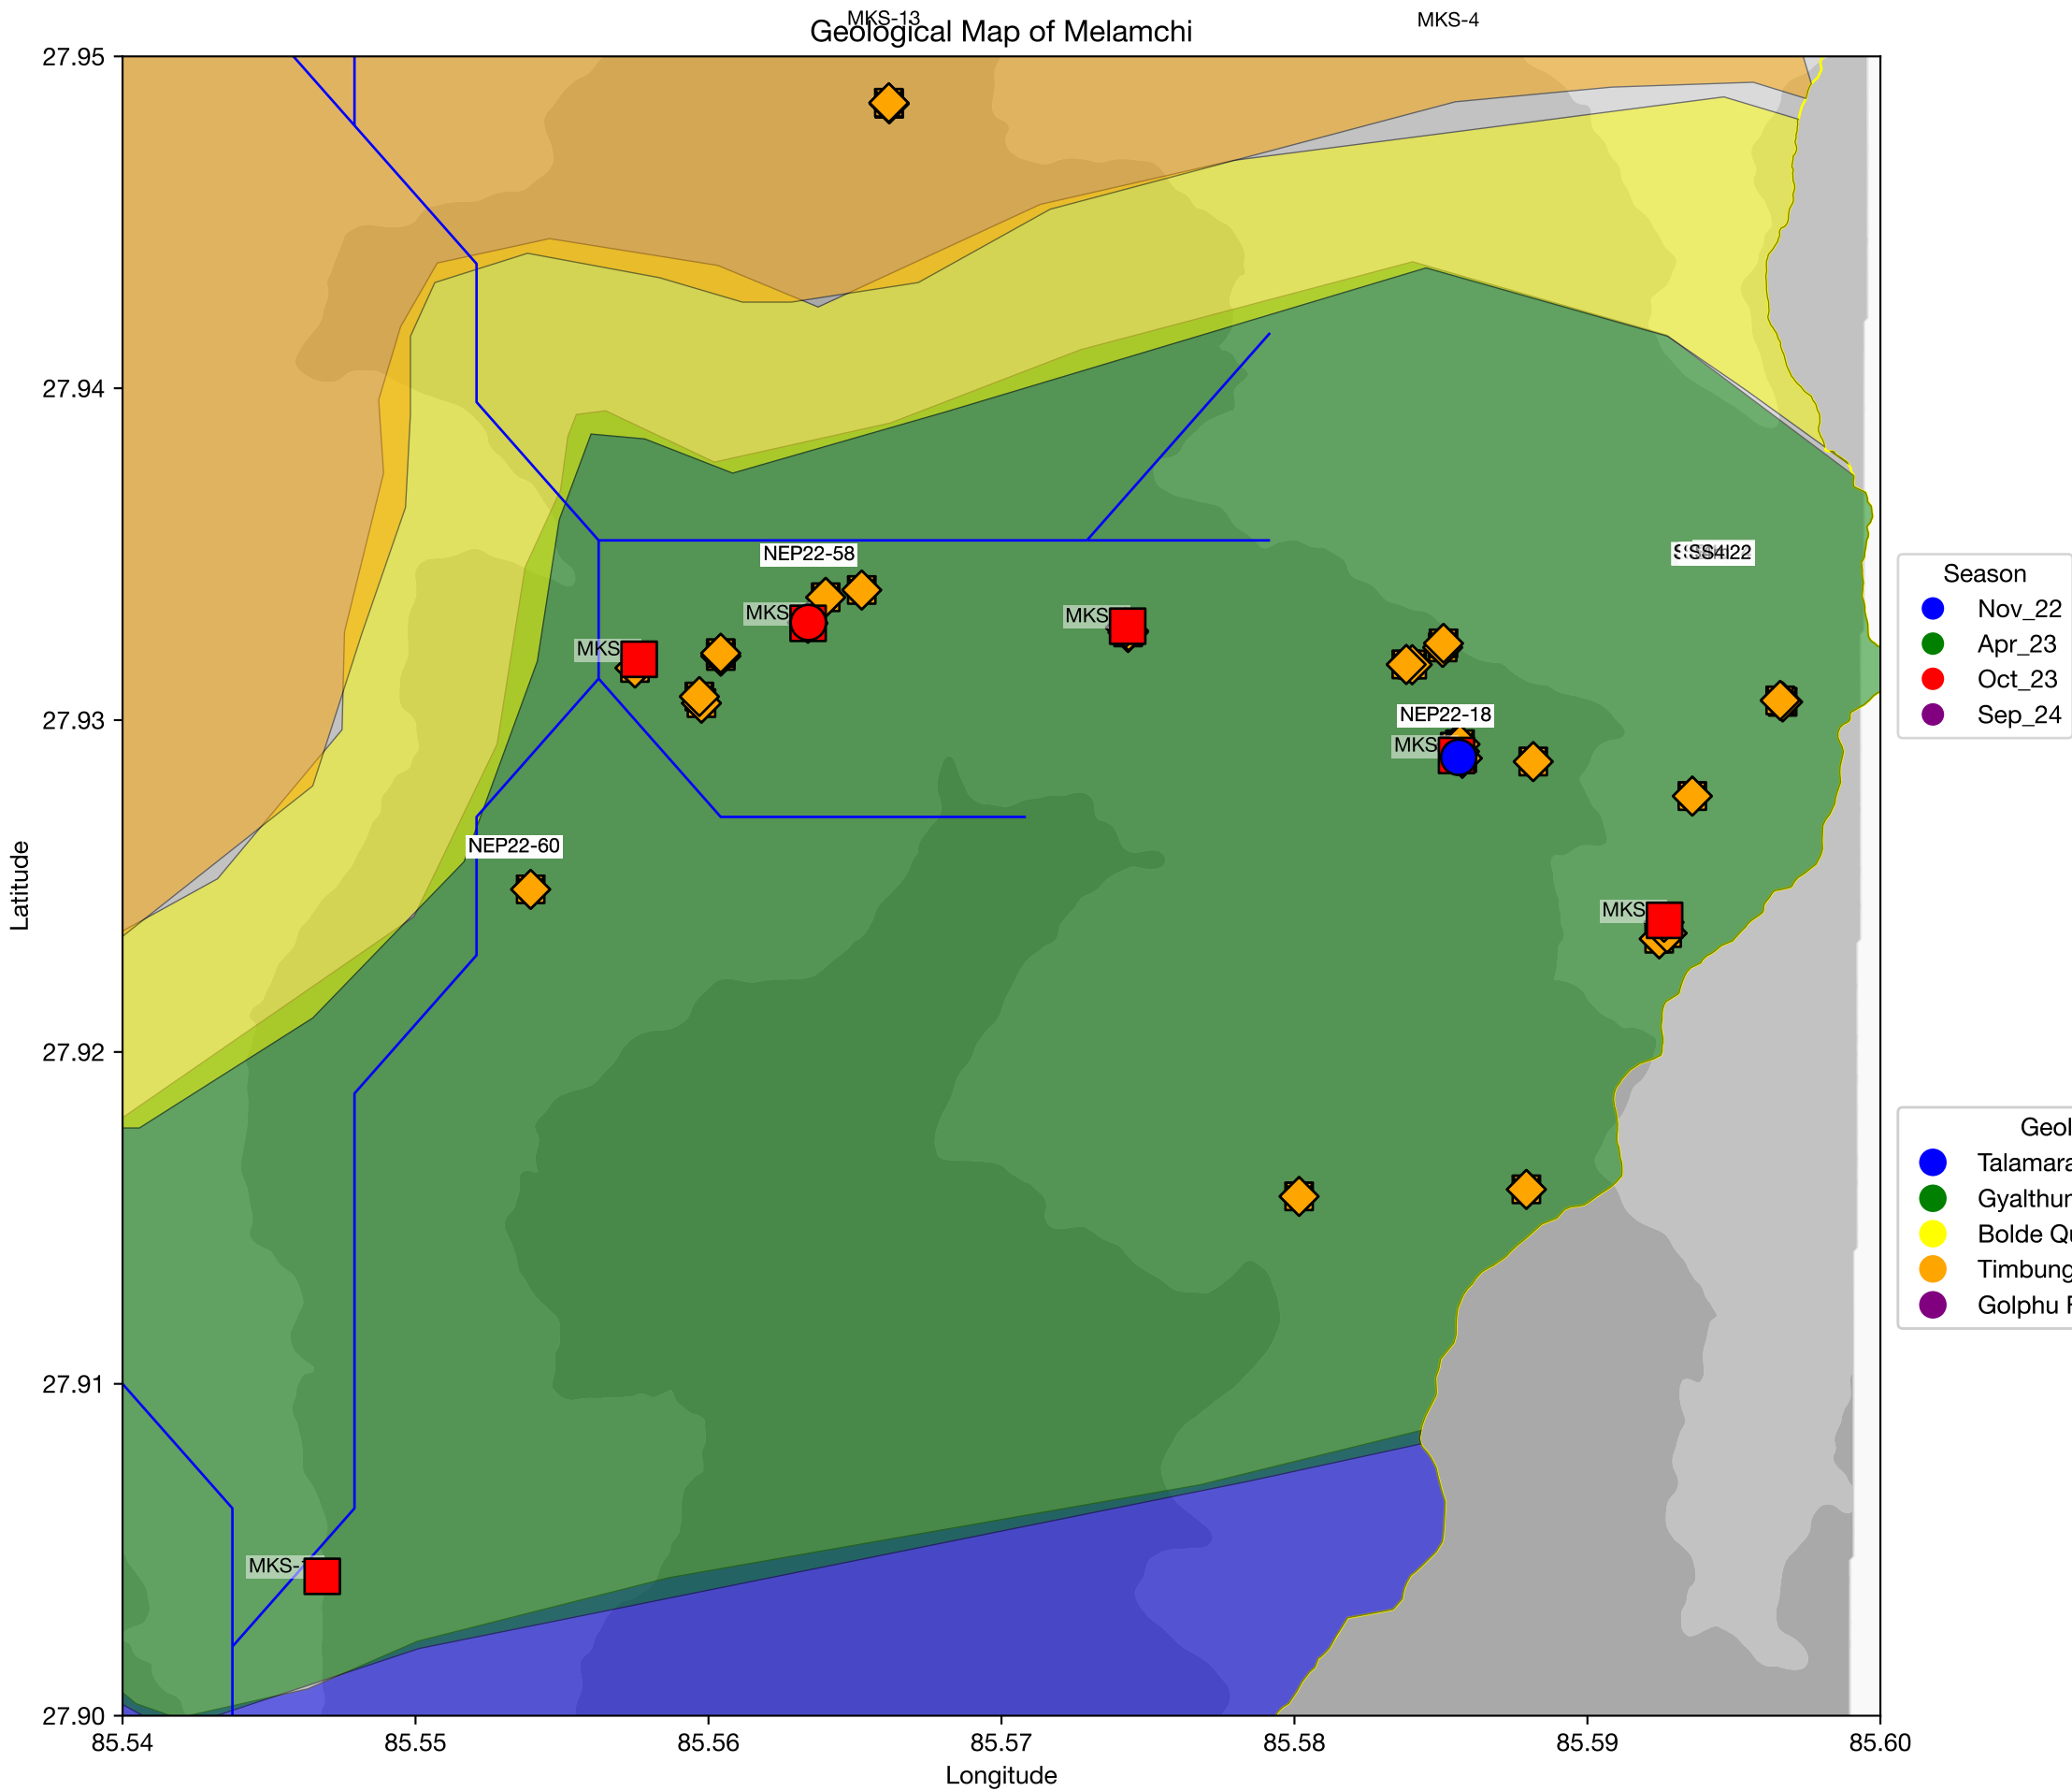 MKS-13
MKS-4
Geological Map of Melamchi
27.95
27.94
27.93
27.92
27.91
27.90
Latitude
NEP22-58
MKS
MKS
MKS
NEP22-18
MKS
NEP22-60
MKS
MKS-
85.54
85.55
85.56
85.57
85.58
85.59
85.60
Longitude
Season
Nov_22
Apr_23
Oct_23
Sep_24
Geol
Talamara
Gyalthun
Bolde Qu
Timbung
Golphu F